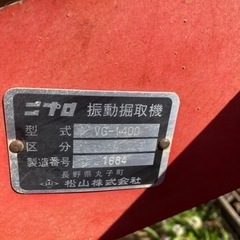 ニプロ 振動掘取機
型式 VG-1400
区分
製造番号 1684
松山株式会社
長野県丸子町